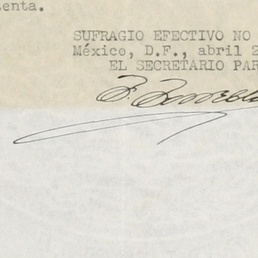 enta.
SUFRAGIO EFECTIVO NO
México, D.F., abril 2
EL SECRETARIO PAR